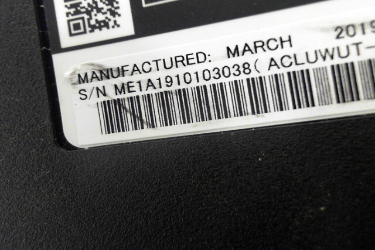 MANUFACTURED: MARCH 2019
S/N ME1A1910103038( ACLUWUT-